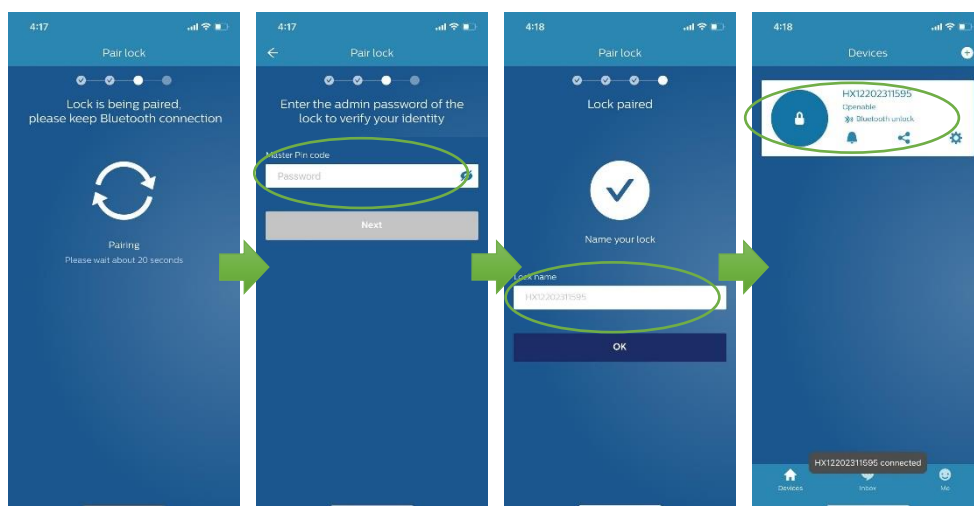 4:17
Pair lock
Lock is being paired,
please keep Bluetooth connection
Pairing
Please wait about 20 seconds
4:17
Pair lock
Enter the admin password of the
lock to verify your identity
Master Pin code
Password
Next
4:18
Pair lock
Lock paired
Name your lock
Lock name
HX12202311595
OK
4:18
Devices
HX12202311595
Openable
Bluetooth unlock
HX12202311595 connected
Devices
Inbox
Me